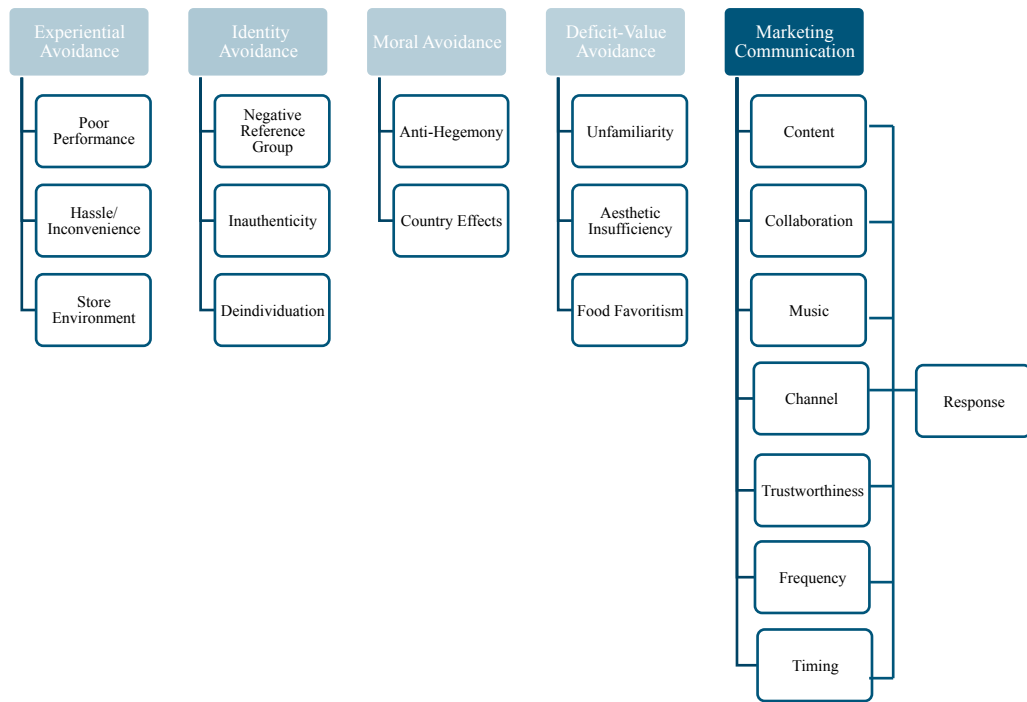 Experiential
Avoidance
Poor
Performance
Hassle/
Inconvenience
Store
Environment
Identity
Avoidance
Negative
Reference
Group
Inauthenticity
Deindividuation
Moral Avoidance
Anti-Hegemony
Country Effects
Deficit-Value
Avoidance
Unfamiliarity
Aesthetic
Insufficiency
Food Favoritism
Marketing
Communication
Content
Collaboration
Music
Channel
Trustworthiness
Frequency
Timing
Response